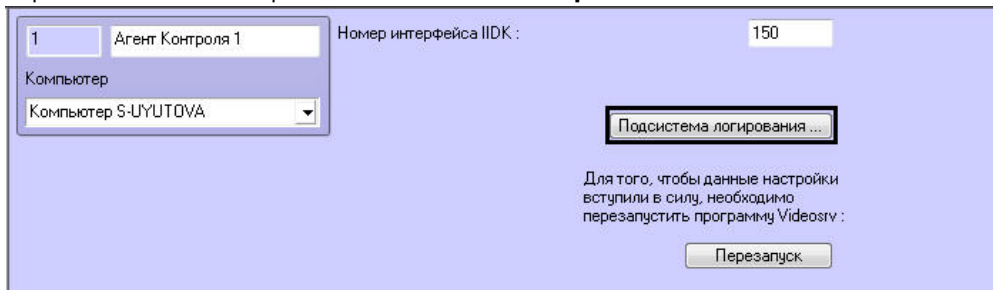 1
Агент Контроля 1
Номер интерфейса IIDK :
150
Компьютер
Компьютер S-UYUTOVA
Подсистема логирования ...
Для того, чтобы данные настройки
вступили в силу, необходимо
перезапустить программу Videosrv :
Перезапуск